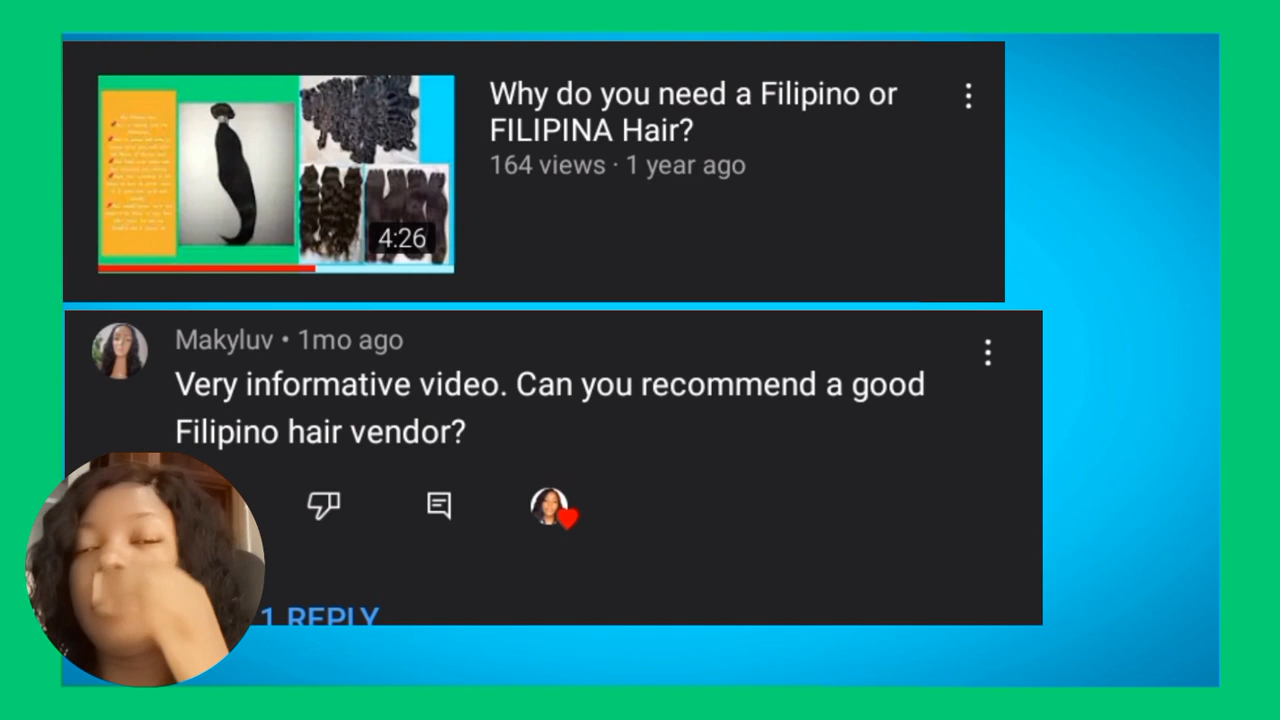 Why do you need a Filipino or
FILIPINA Hair?
164 views · 1 year ago
4:26
Makyluv • 1mo ago
Very informative video. Can you recommend a good
Filipino hair vendor?
1 REPLY